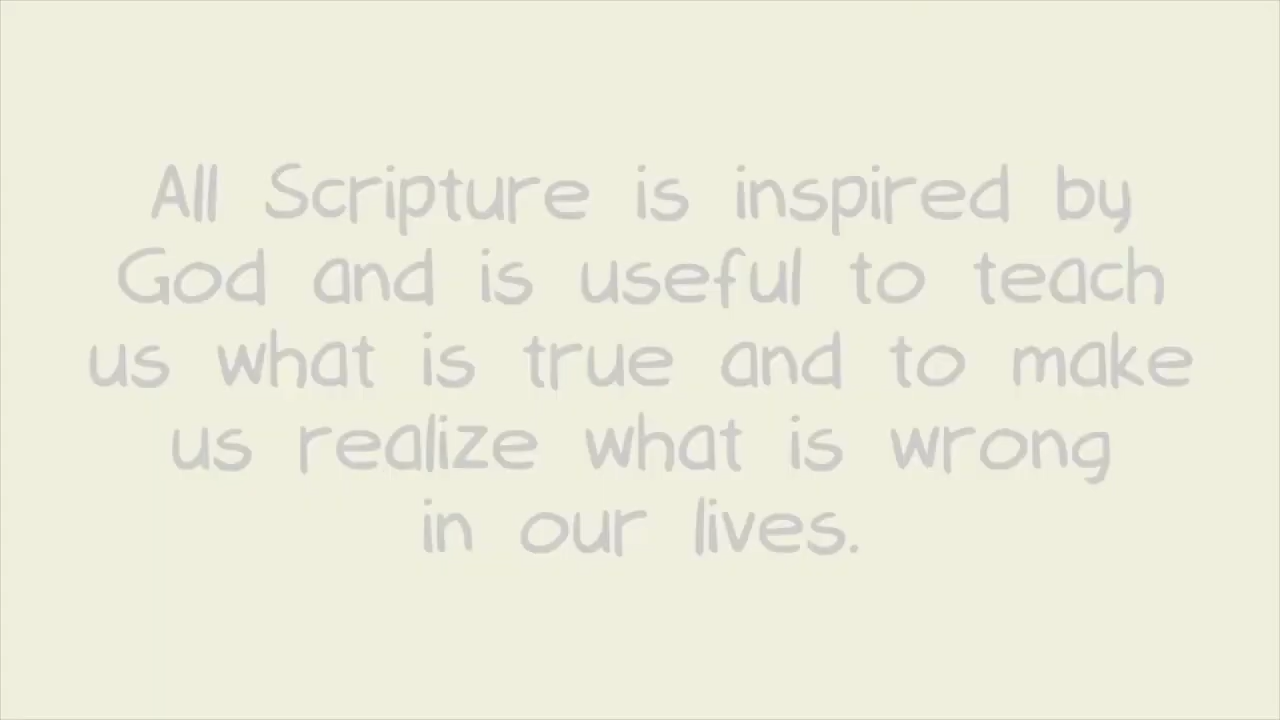 All Scripture is inspired by
God and is useful to teach
us what is true and to make
us realize what is wrong
in our lives.